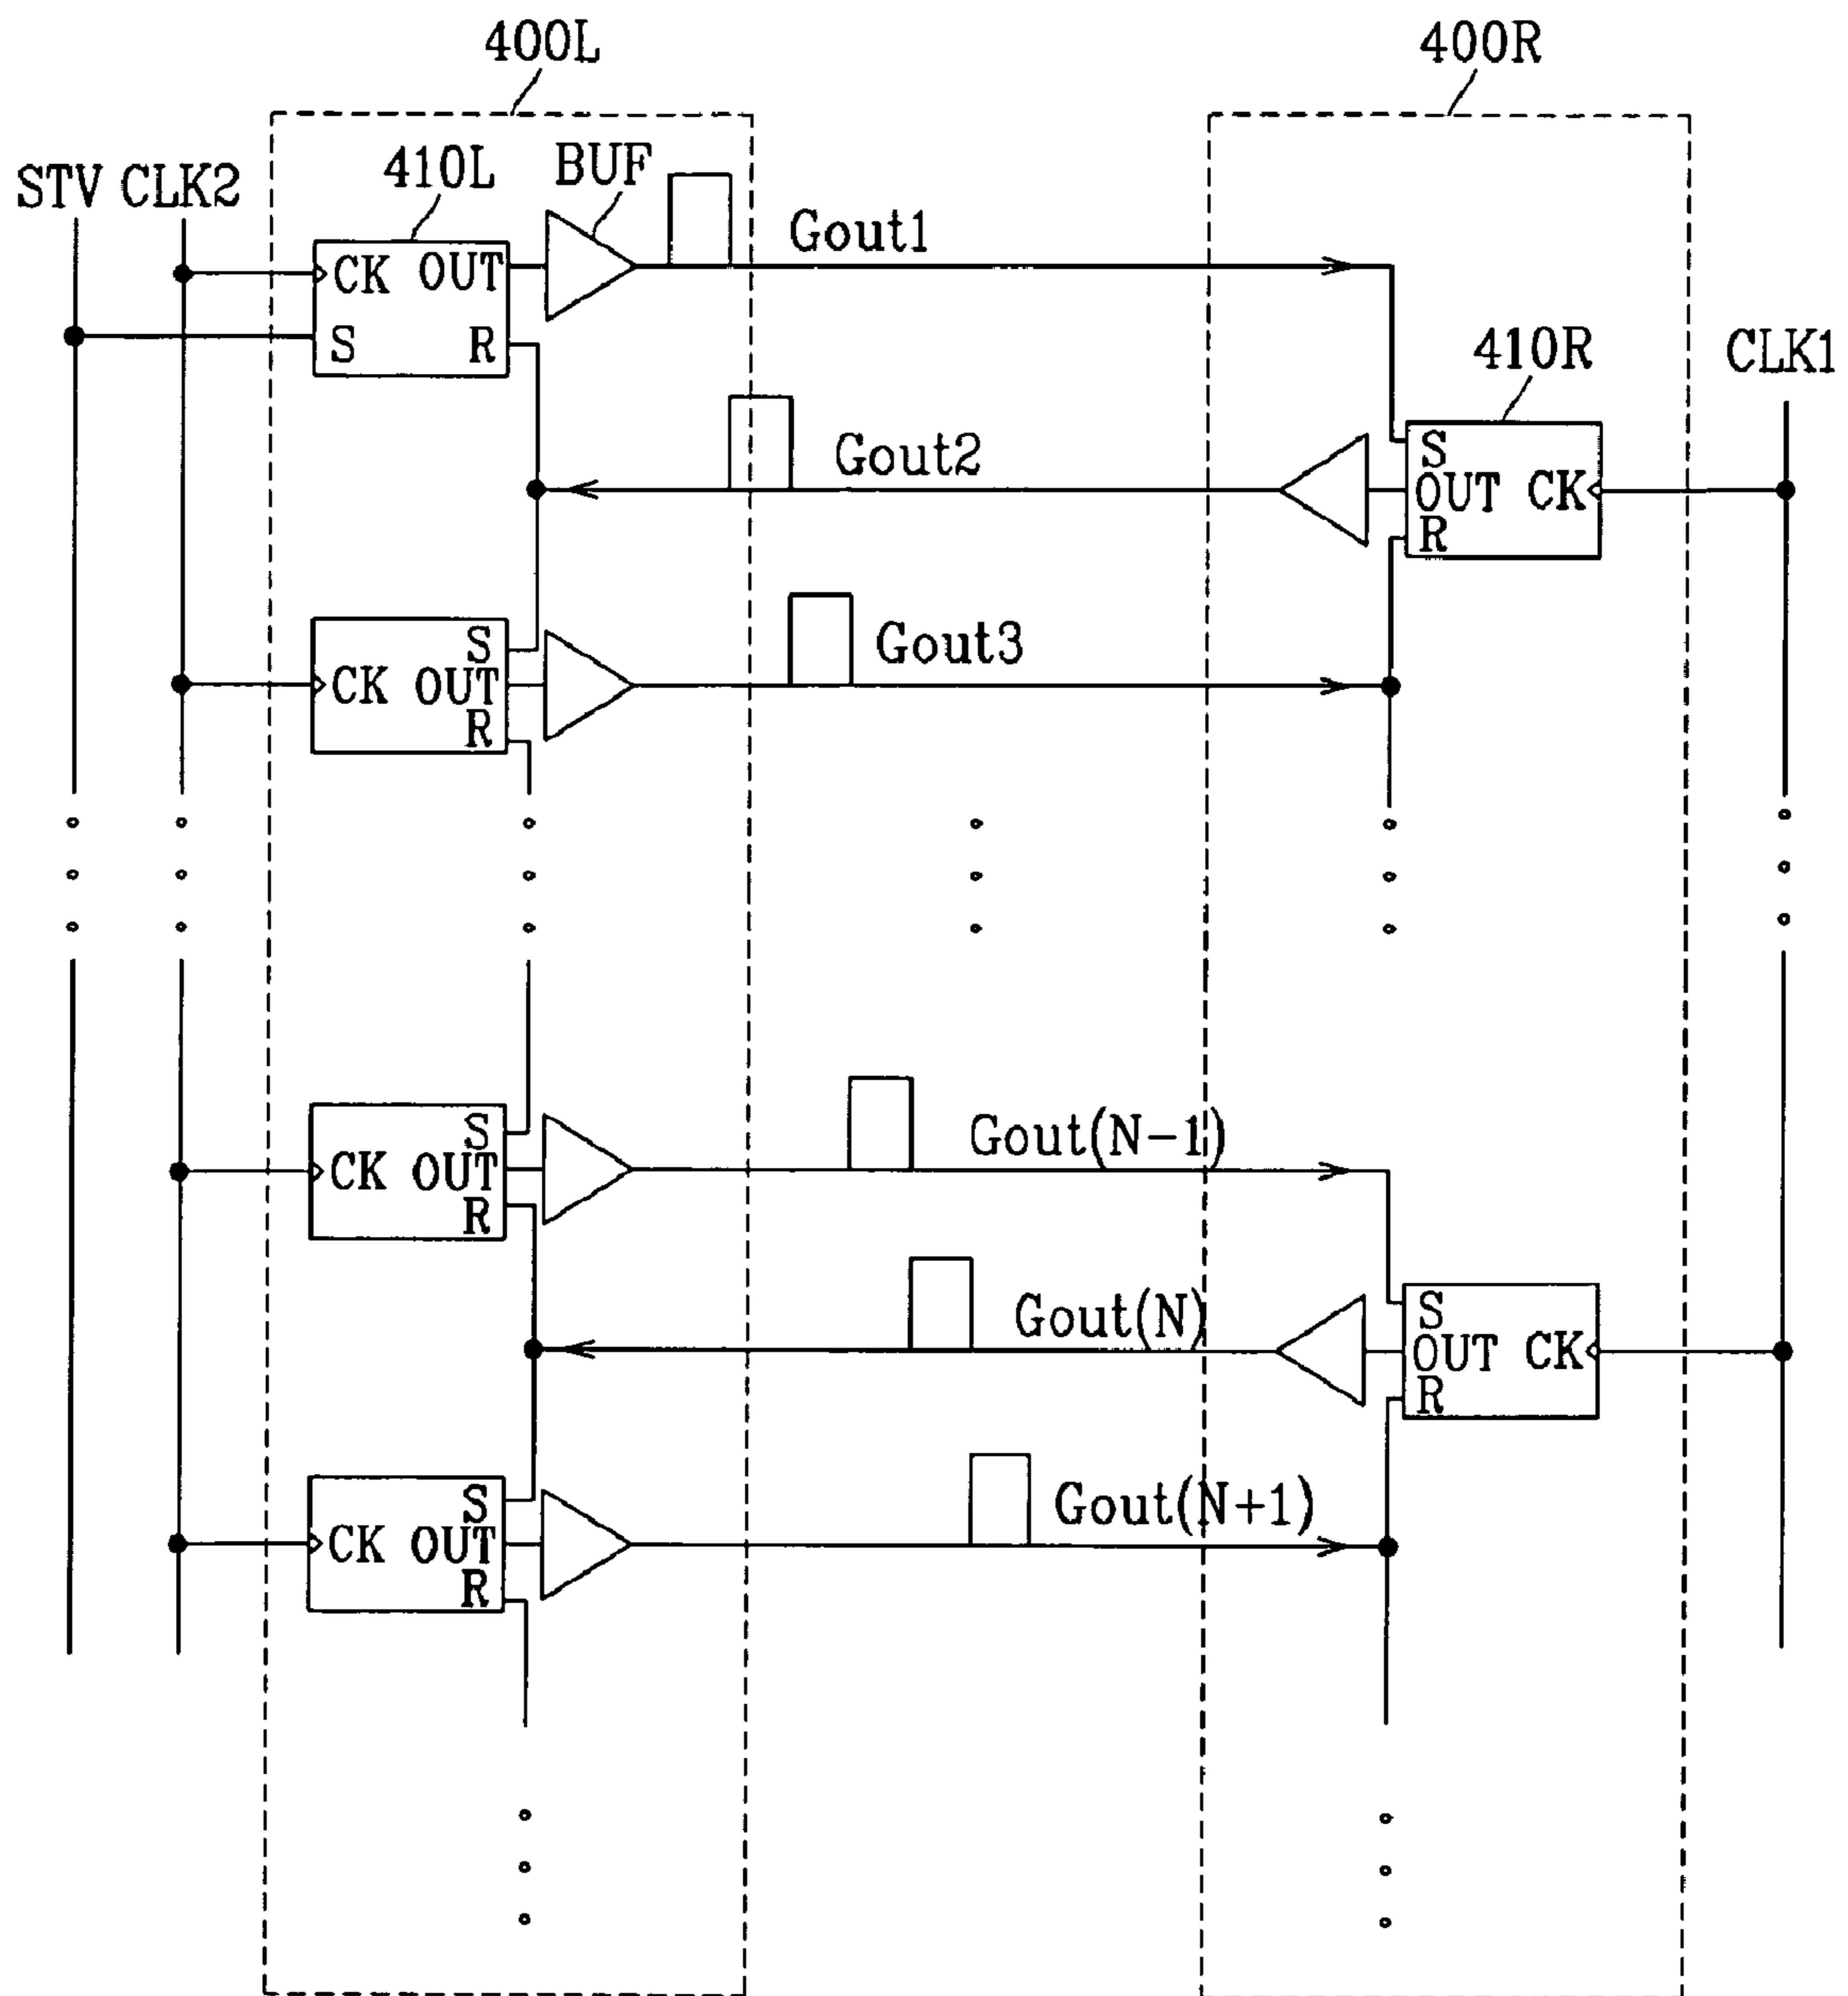 400L
400R
STV
CLK2
410L
BUF
Gout1
CK OUT
S R
410R
CLK1
Gout2
S
OUT CK
R
Gout3
S
CK OUT
R
Gout(N-1)
S
CK OUT
R
Gout(N)
S
OUT CK
R
Gout(N+1)
S
CK OUT
R